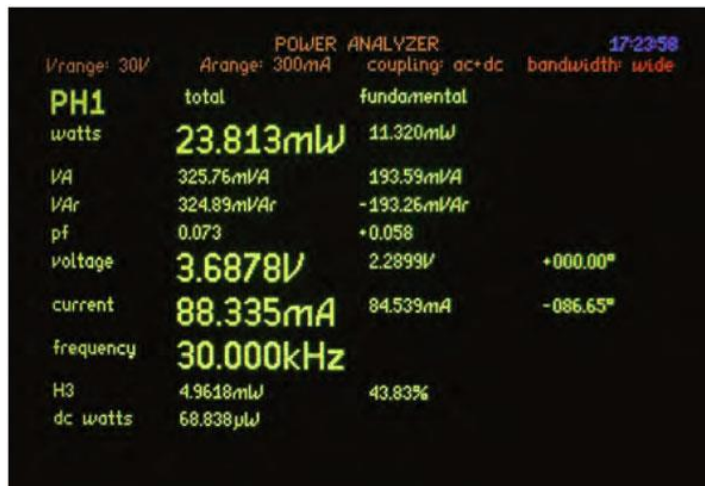 POWER ANALYZER 17:23:58
Vrange: 30V Arange: 300mA coupling: ac+dc bandwidth: wide
PH1 total fundamental
watts 23.813mW 11.320mW
VA 325.76mVA 193.59mVA
VAr 324.89mVAr -193.26mVAr
pf 0.073 +0.058
voltage 3.6878V 2.2899V +000.00°
current 88.335mA 84.539mA -086.65°
frequency 30.000kHz
H3 4.9618mW 43.83%
dc watts 68.838µW